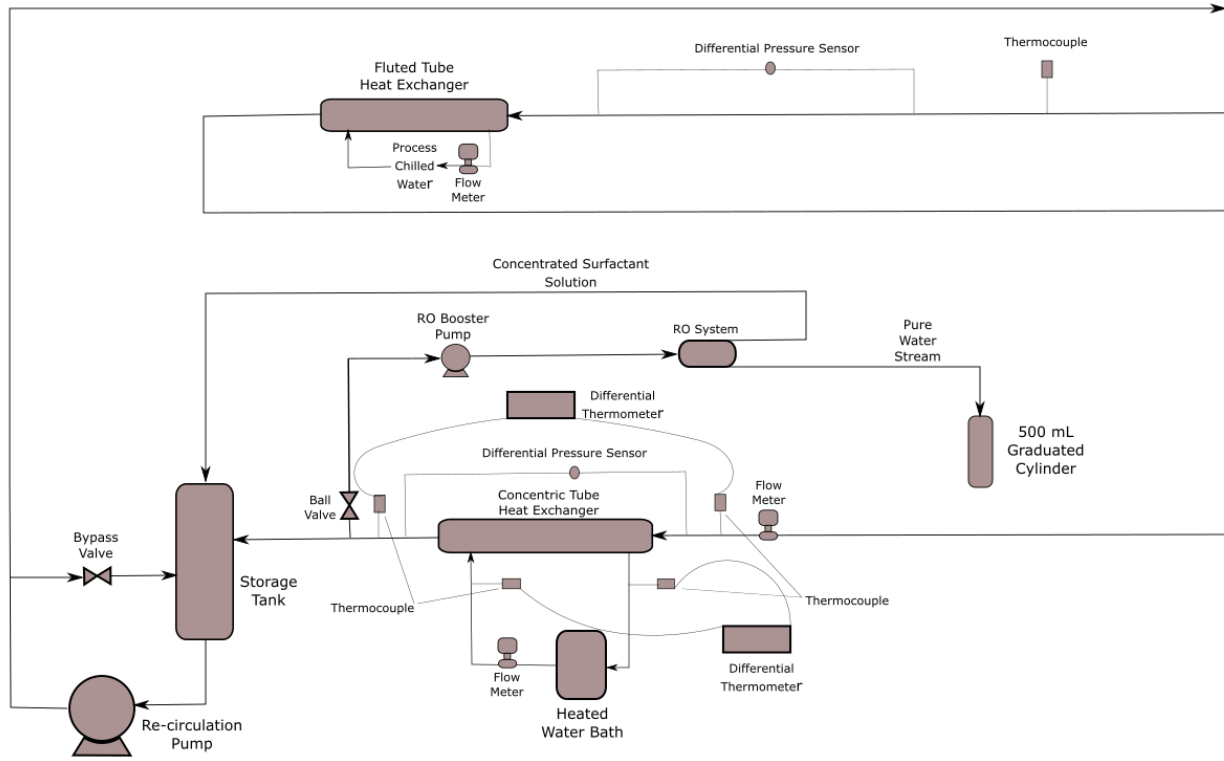 Differential Pressure Sensor
Thermocouple
Fluted Tube
Heat Exchanger
Process
Chilled
Water
Flow
Meter
Concentrated Surfactant
Solution
RO Booster
Pump
RO System
Pure
Water
Stream
Differential
Thermometer
500 mL
Graduated
Cylinder
Differential Pressure Sensor
Ball
Valve
Concentric Tube
Heat Exchanger
Flow
Meter
Bypass
Valve
Storage
Tank
Thermocouple
Thermocouple
Flow
Meter
Differential
Thermometer
Heated
Water Bath
Re-circulation
Pump